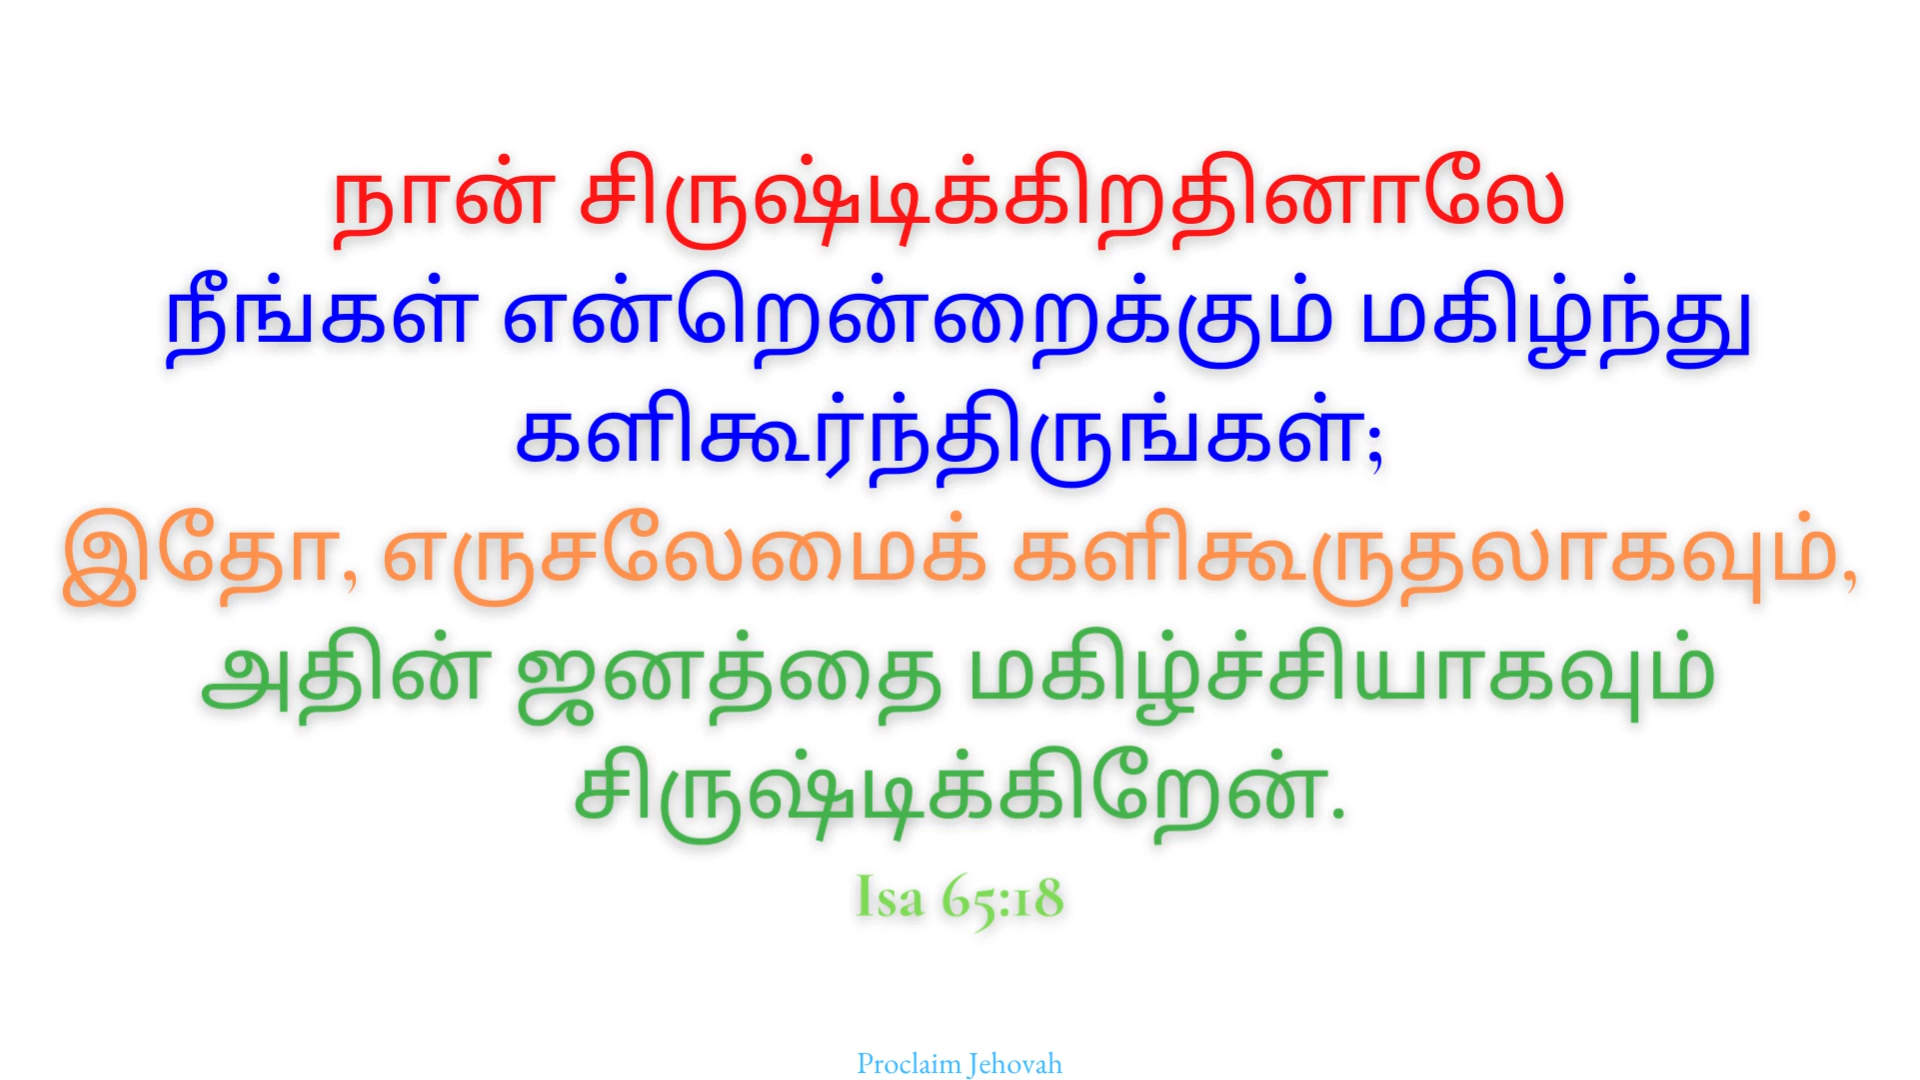 நான் சிருஷ்டிக்கிறதினாலே
நீங்கள் என்றென்றைக்கும் மகிழ்ந்து
களிகூர்ந்திருங்கள்;
இதோ, எருசலேமைக் களிகூருதலாகவும்,
அதின் ஜனத்தை மகிழ்ச்சியாகவும்
சிருஷ்டிக்கிறேன்.
Isa 65:18
Proclaim Jehovah